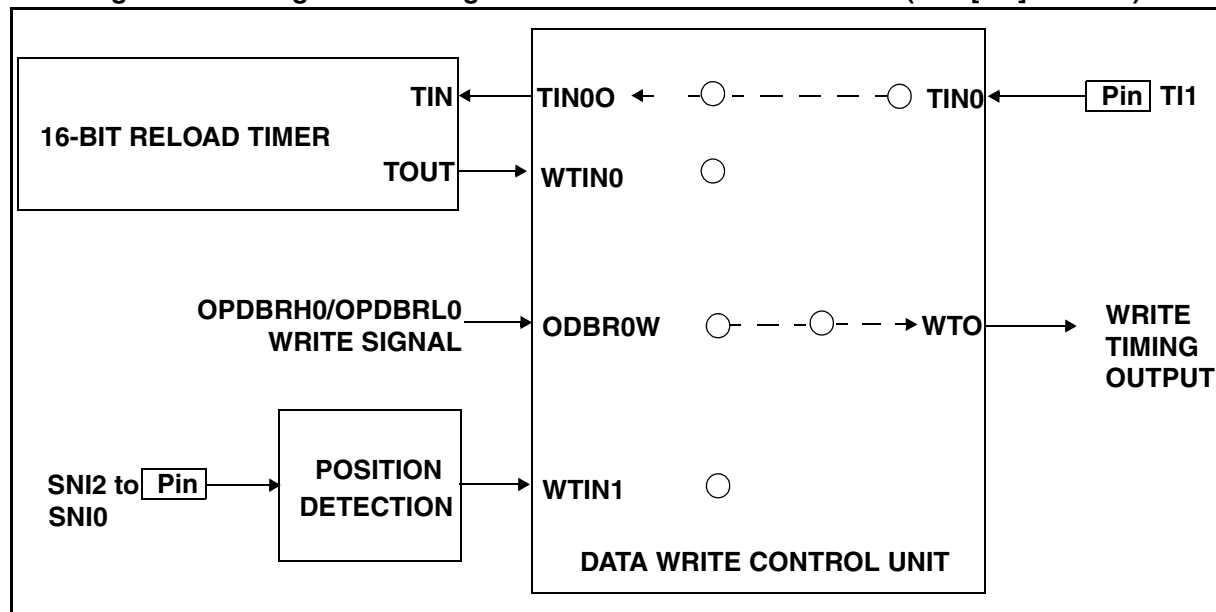 TIN
TIN0O
TIN0
Pin TI1
16-BIT RELOAD TIMER
TOUT
WTIN0
OPDBRH0/OPDBRL0
WRITE SIGNAL
ODBR0W
WTO
WRITE
TIMING
OUTPUT
SNI2 to Pin
SNI0
POSITION
DETECTION
WTIN1
DATA WRITE CONTROL UNIT